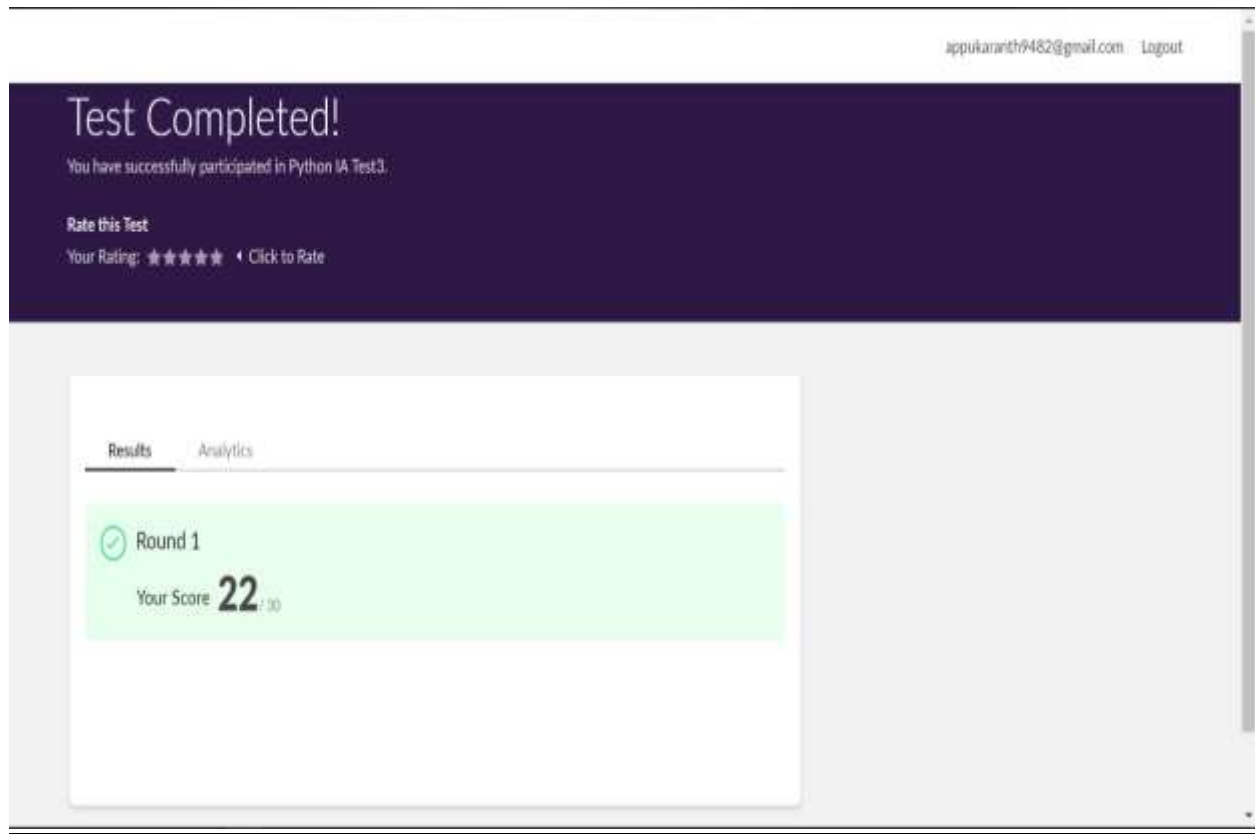 appukaranth9482@gmail.com Logout
Test Completed!
You have successfully participated in Python IA Test3.
Rate this Test
Your Rating: Click to Rate
Results Analytics
Round 1
Your Score 22 / 30